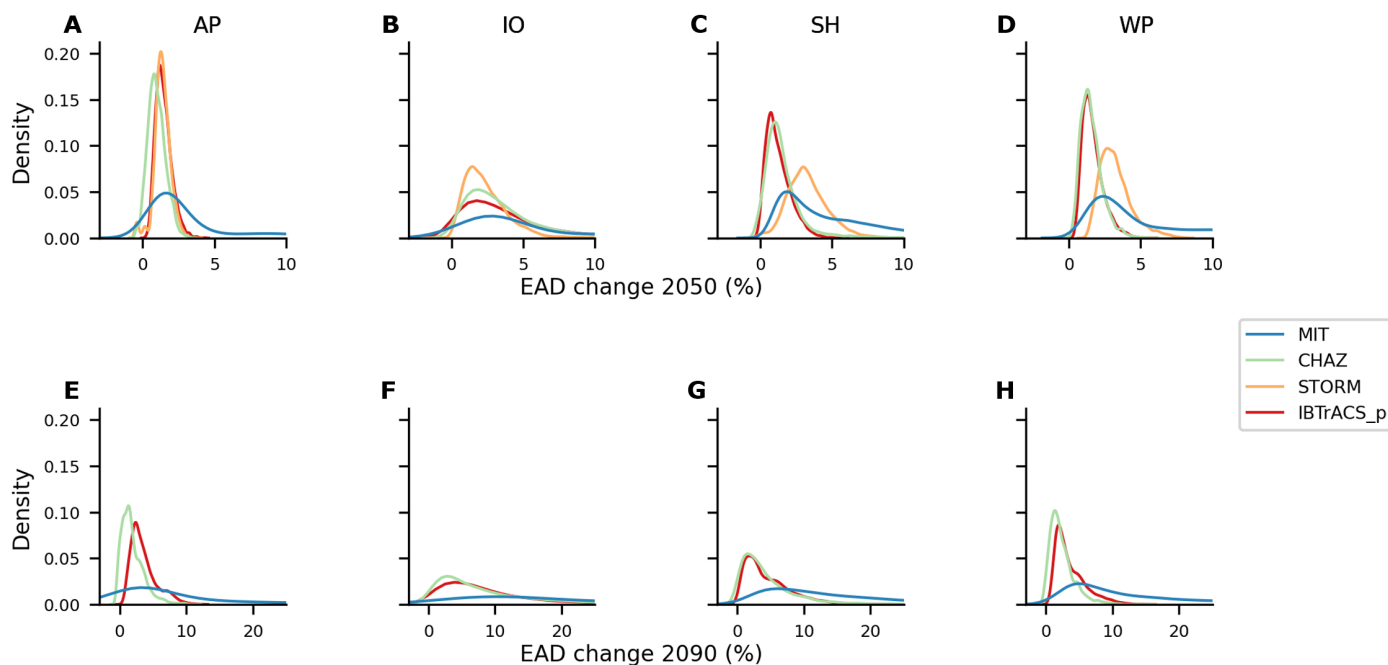 A AP
B IO
C SH
D WP
Density
0.20
0.15
0.10
0.05
0.00
0 5 10
0 5 10
0 5 10
0 5 10
EAD change 2050 (%)
MIT
CHAZ
STORM
IBTrACS_p
E
F
G
H
Density
0.20
0.15
0.10
0.05
0.00
0 10 20
0 10 20
0 10 20
0 10 20
EAD change 2090 (%)